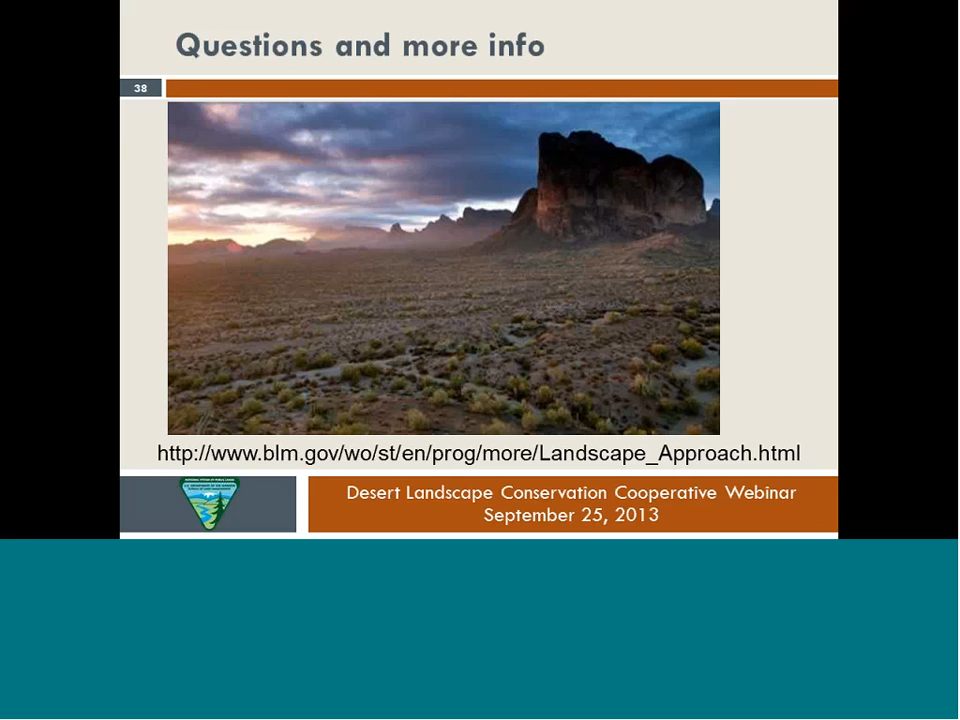 Questions and more info
38
http://www.blm.gov/wo/st/en/prog/more/Landscape_Approach.html
Desert Landscape Conservation Cooperative Webinar
September 25, 2013